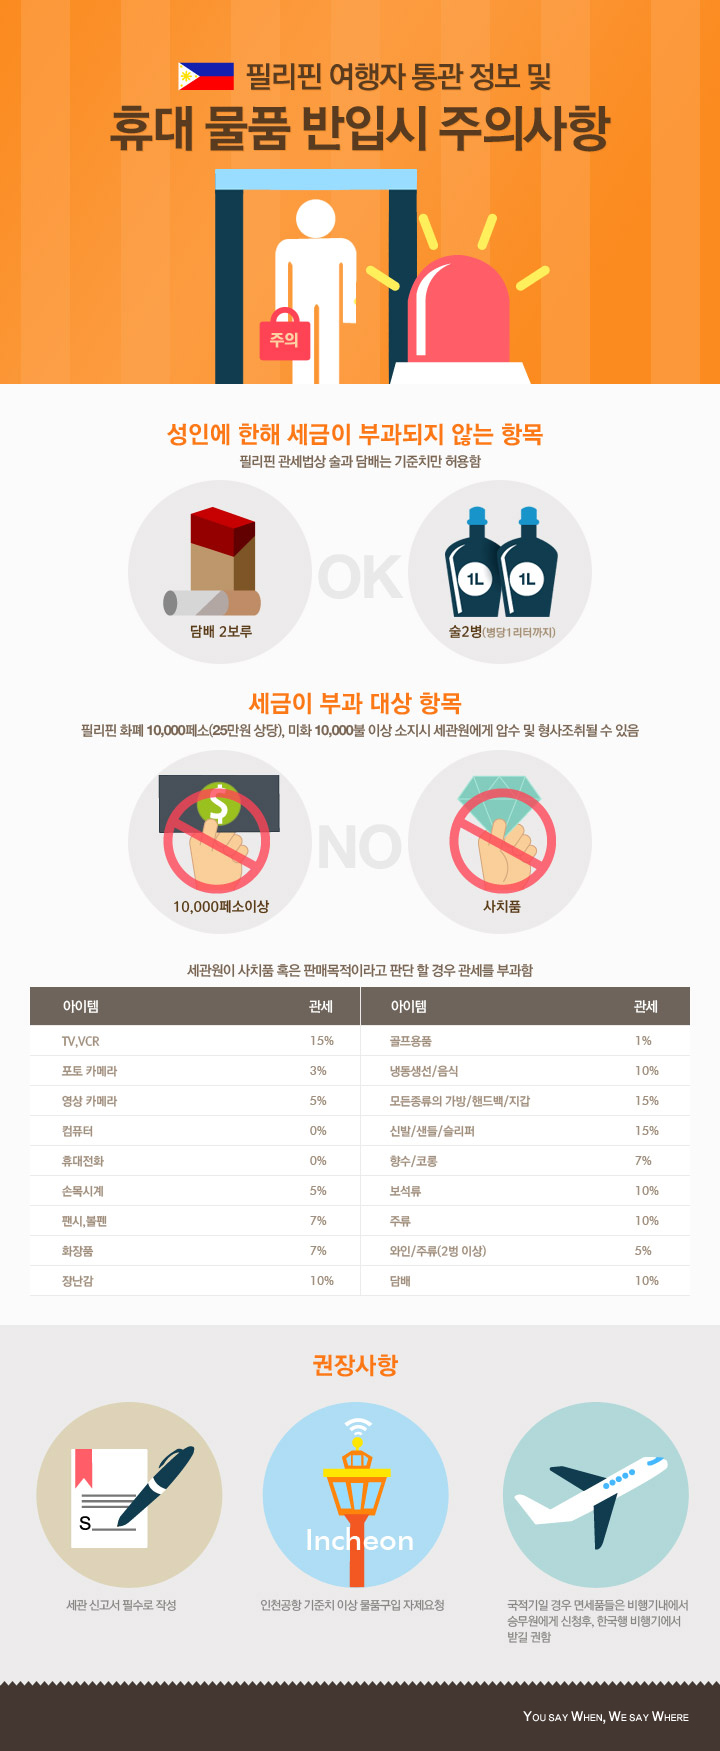 필리핀 여행자 통관 정보 및
휴대 물품 반입시 주의사항
주의
성인에 한해 세금이 부과되지 않는 항목
필리핀 관세법상 술과 담배는 기준치만 허용함
OK
1L 1L
담배 2보루
술2병(병당1리터까지)
세금이 부과 대상 항목
필리핀 화폐 10,000페소(25만원 상당), 미화 10,000불 이상 소지시 세관원에게 압수 및 형사조취될 수 있음
$
NO
10,000페소이상
사치품
세관원이 사치품 혹은 판매목적이라고 판단 할 경우 관세를 부과함
아이템 관세 아이템 관세
TV,VCR 15% 골프용품 1%
포토 카메라 3% 냉동생선/음식 10%
영상 카메라 5% 모든종류의 가방/핸드백/지갑 15%
컴퓨터 0% 신발/샌들/슬리퍼 15%
휴대전화 0% 향수/코롱 7%
손목시계 5% 보석류 10%
팬시,볼펜 7% 주류 10%
화장품 7% 와인/주류(2벙 이상) 5%
장난감 10% 담배 10%
권장사항
S
Incheon
세관 신고서 필수로 작성
인천공항 기준치 이상 물품구입 자제요청
국적기일 경우 면세품들은 비행기내에서
승무원에게 신청후, 한국행 비행기에서
받길 권함
YOU SAY WHEN, WE SAY WHERE